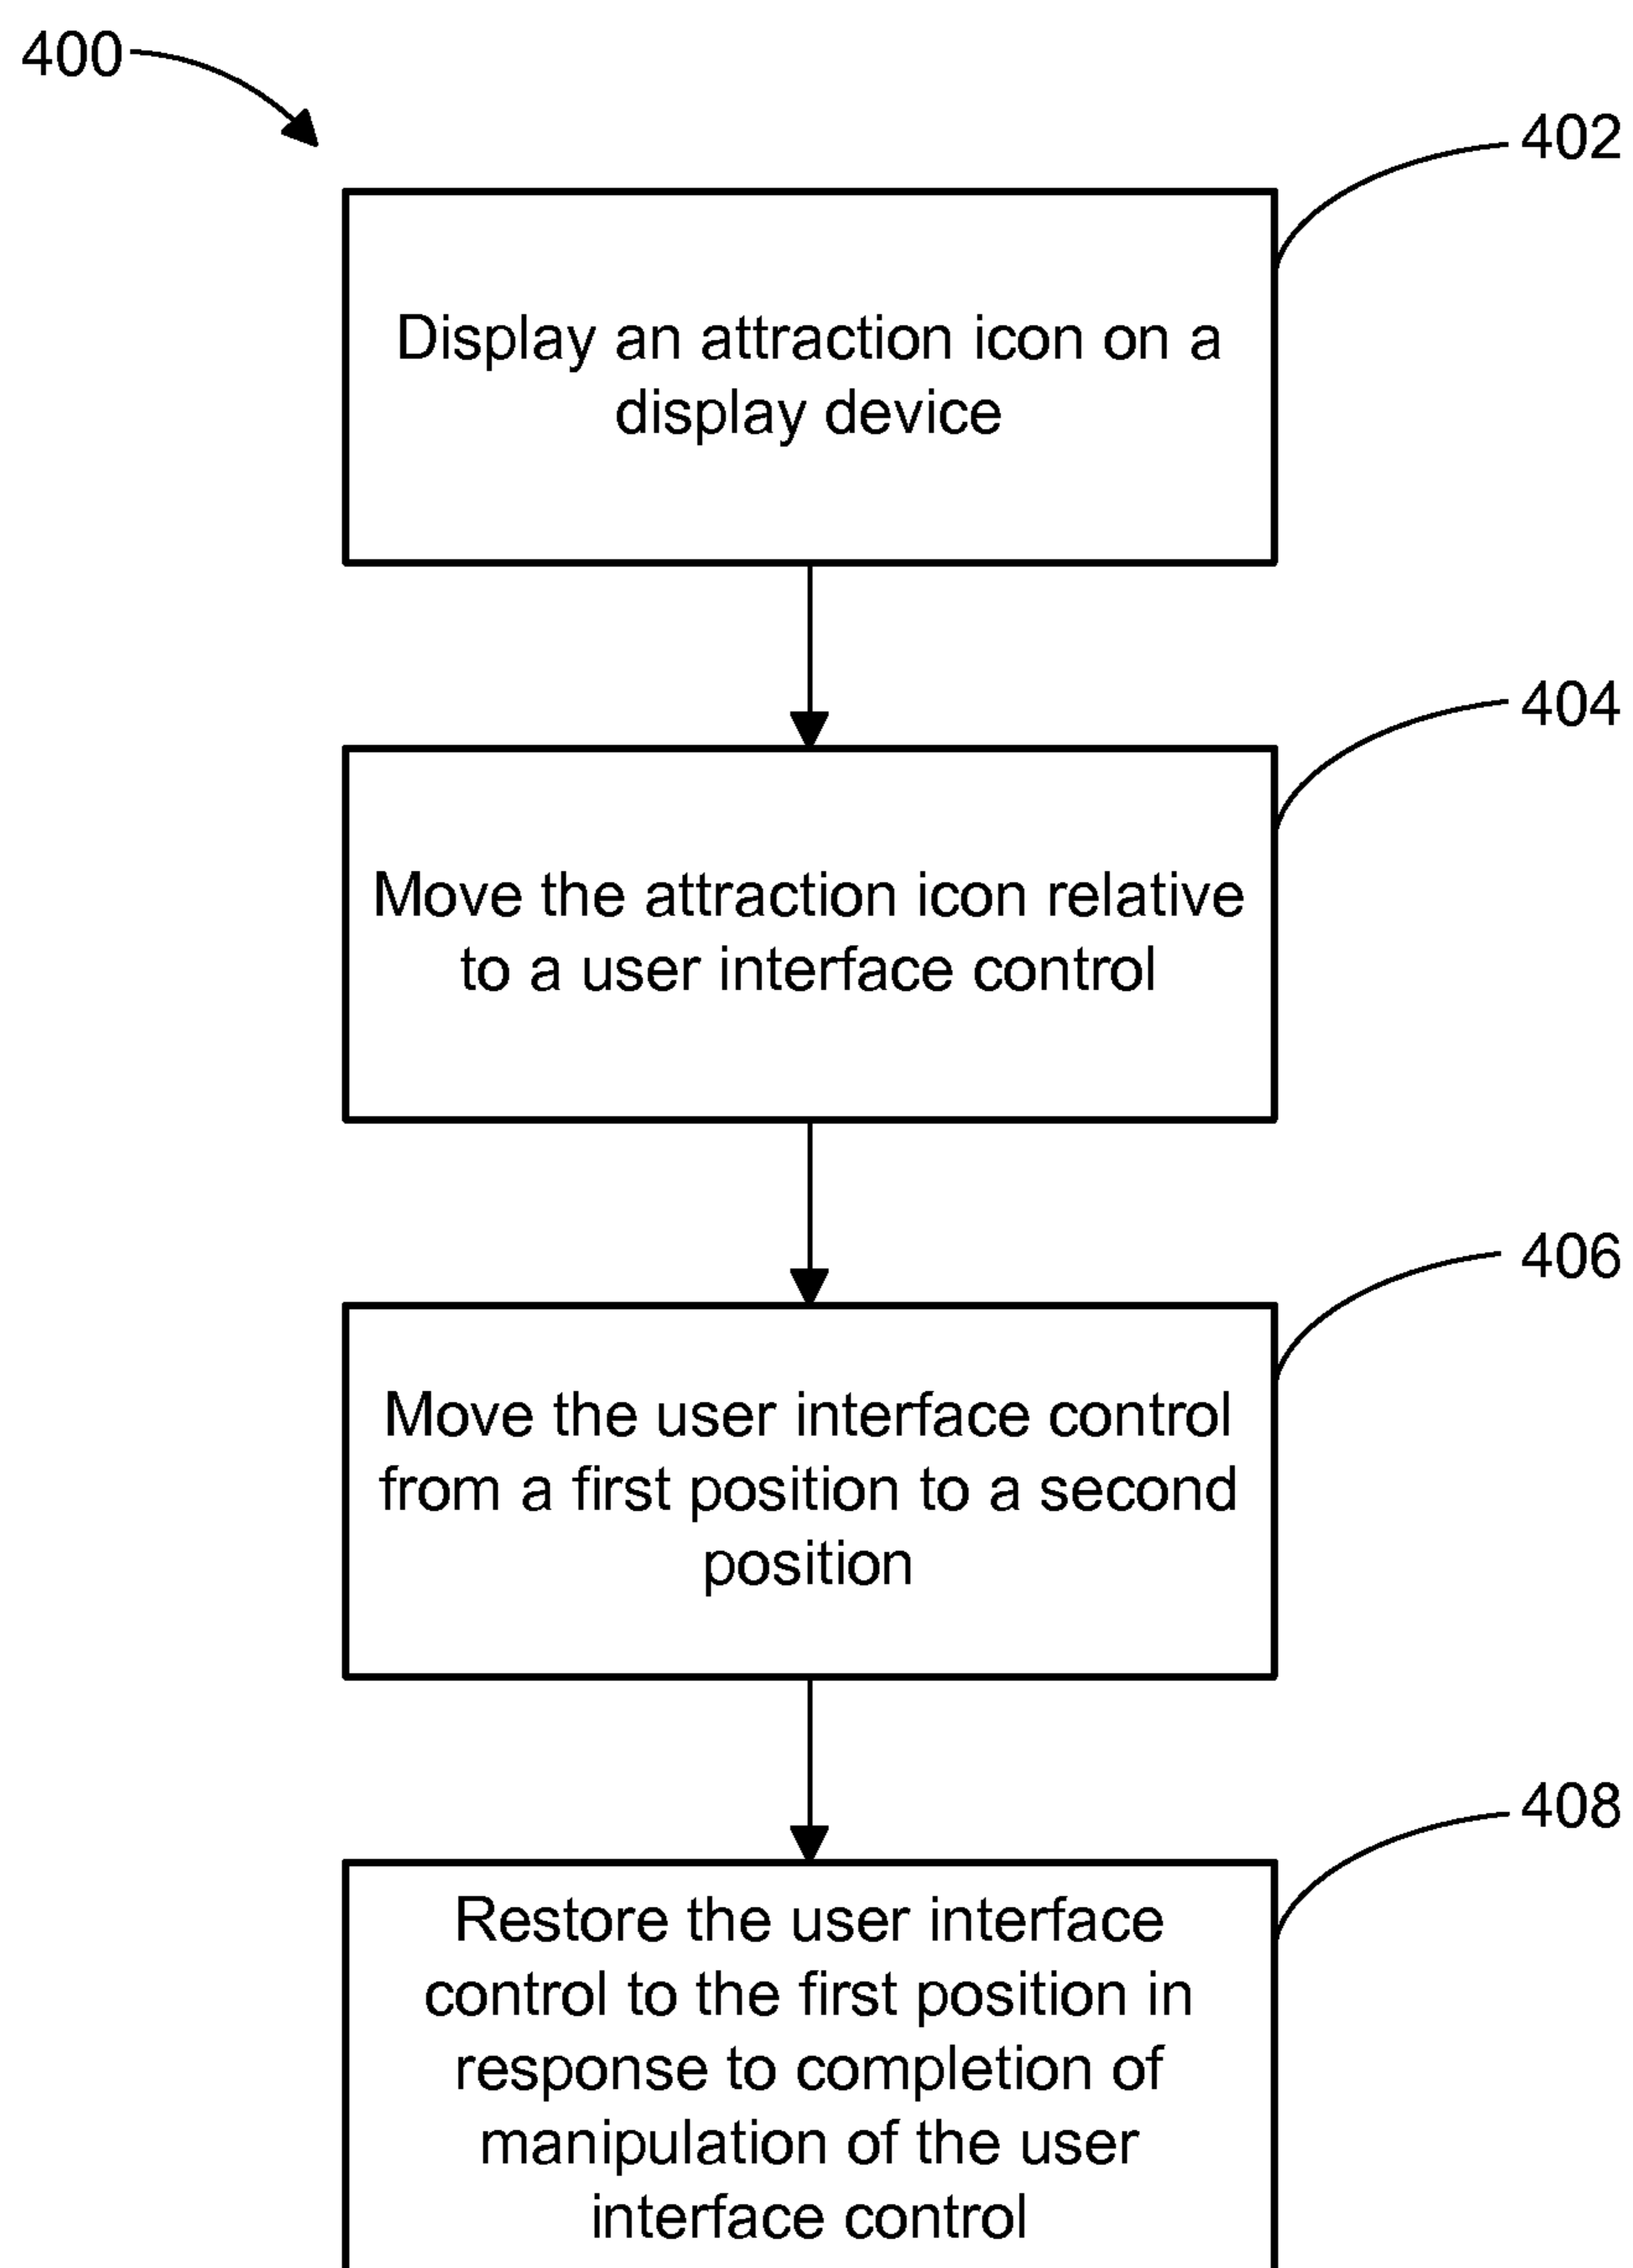 400
402
Display an attraction icon on a
display device
404
Move the attraction icon relative
to a user interface control
406
Move the user interface control
from a first position to a second
position
408
Restore the user interface
control to the first position in
response to completion of
manipulation of the user
interface control